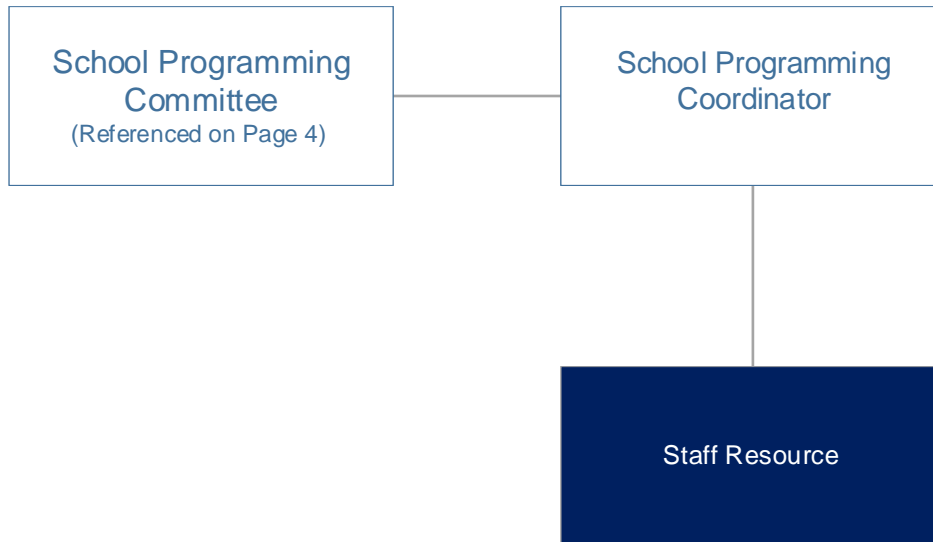 School Programming
Committee
(Referenced on Page 4)
School Programming
Coordinator
Staff Resource